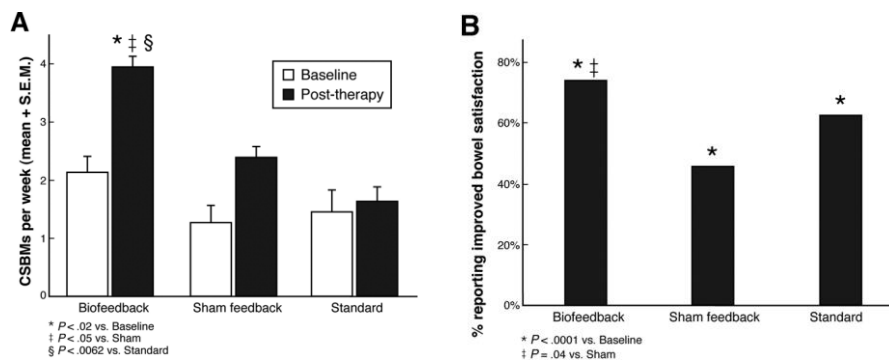 A
* ‡ §
CSBMs per week (mean + S.E.M.)
4
3
2
1
0
Baseline
Post-therapy
Biofeedback
Sham feedback
Standard
* P < .02 vs. Baseline
‡ P < .05 vs. Sham
§ P < .0062 vs. Standard
B
% reporting improved bowel satisfaction
80%
60%
40%
20%
0%
* ‡
*
*
Biofeedback
Sham feedback
Standard
* P < .0001 vs. Baseline
‡ P = .04 vs. Sham